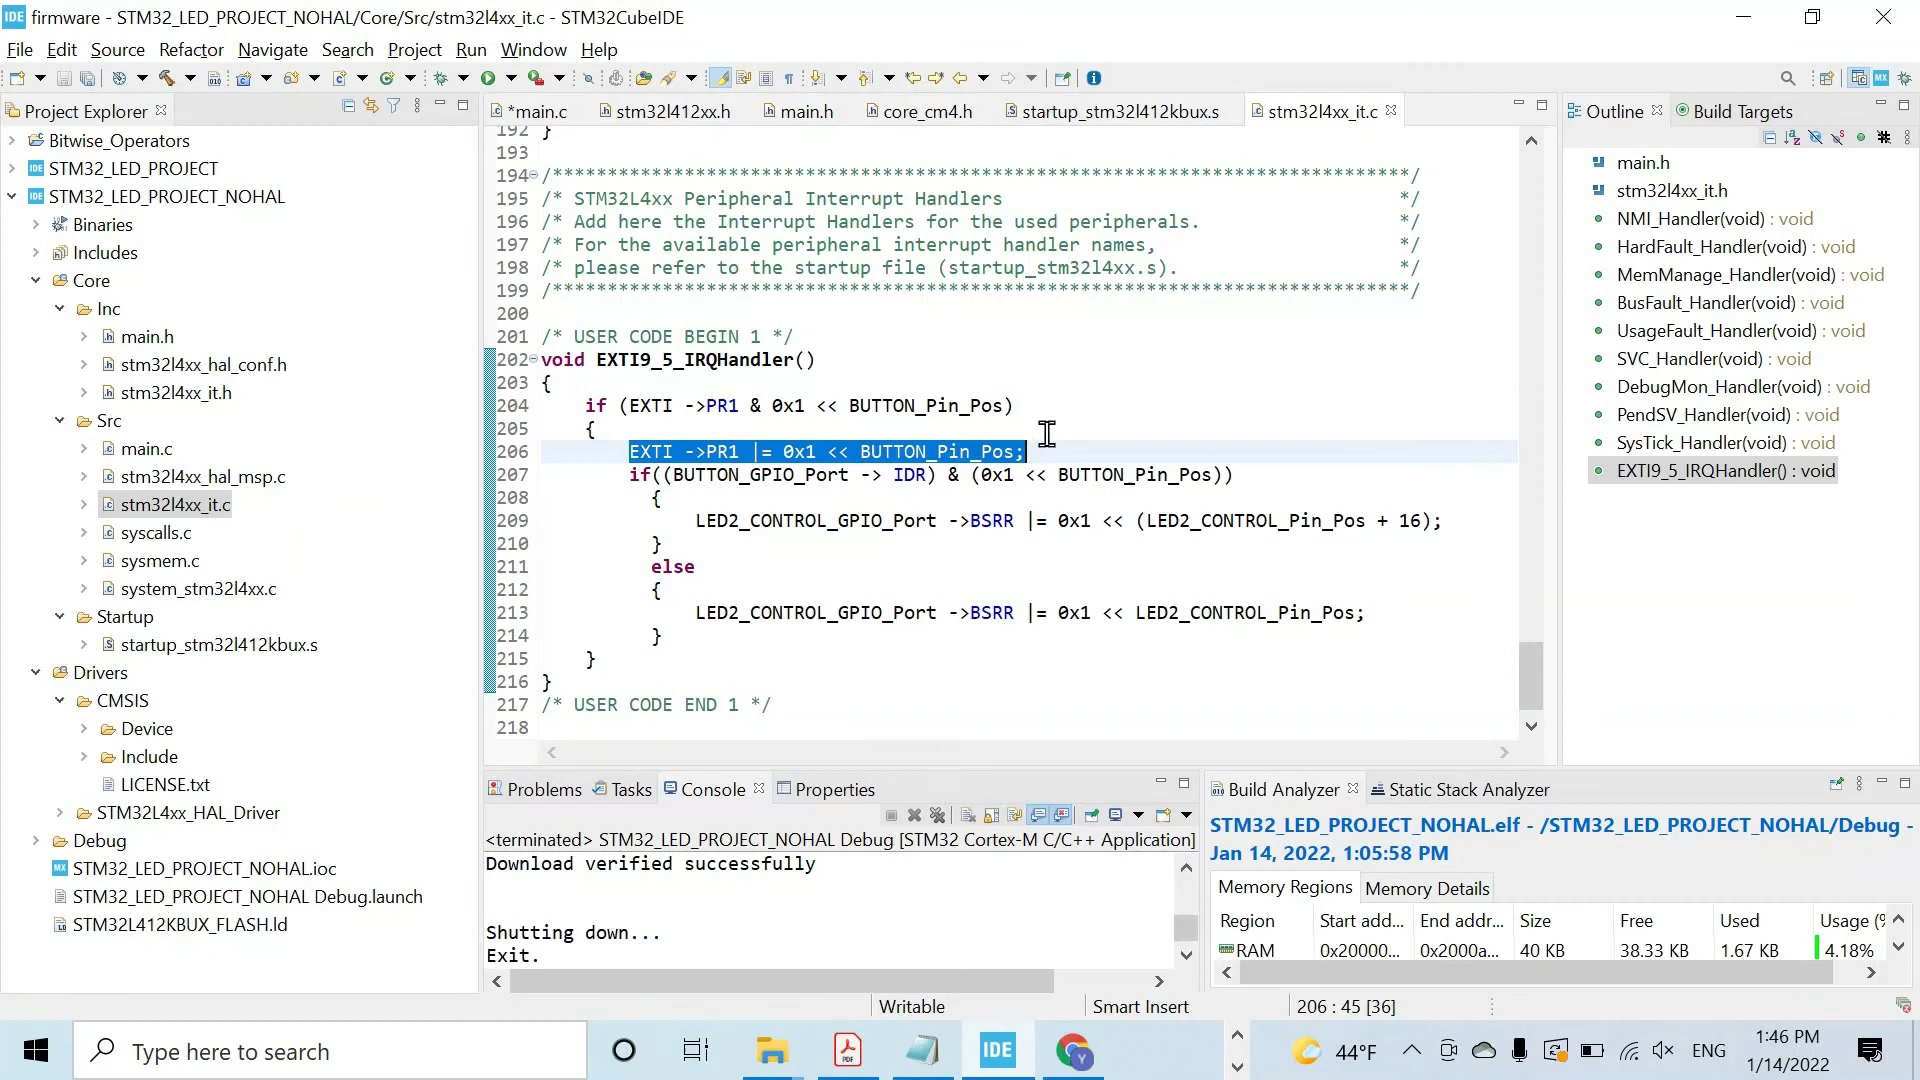 IDE firmware - STM32_LED_PROJECT_NOHAL/Core/Src/stm32l4xx_it.c - STM32CubeIDE
File Edit Source Refactor Navigate Search Project Run Window Help
Project Explorer
Bitwise_Operators
STM32_LED_PROJECT
STM32_LED_PROJECT_NOHAL
Binaries
Includes
Core
Inc
main.h
stm32l4xx_hal_conf.h
stm32l4xx_it.h
Src
main.c
stm32l4xx_hal_msp.c
stm32l4xx_it.c
syscalls.c
sysmem.c
system_stm32l4xx.c
Startup
startup_stm32l412kbux.s
Drivers
CMSIS
Device
Include
LICENSE.txt
STM32L4xx_HAL_Driver
Debug
STM32_LED_PROJECT_NOHAL.ioc
STM32_LED_PROJECT_NOHAL Debug.launch
STM32L412KBUX_FLASH.ld
*main.c stm32l412xx.h main.h core_cm4.h startup_stm32l412kbux.s stm32l4xx_it.c
192 }
193
194 /******************************************************************************/
195 /* STM32L4xx Peripheral Interrupt Handlers */
196 /* Add here the Interrupt Handlers for the used peripherals. */
197 /* For the available peripheral interrupt handler names, */
198 /* please refer to the startup file (startup_stm32l4xx.s). */
199 /******************************************************************************/
200
201 /* USER CODE BEGIN 1 */
202 void EXTI9_5_IRQHandler()
203 {
204 if (EXTI ->PR1 & 0x1 << BUTTON_Pin_Pos)
205 {
206 EXTI ->PR1 |= 0x1 << BUTTON_Pin_Pos;
207 if((BUTTON_GPIO_Port -> IDR) & (0x1 << BUTTON_Pin_Pos))
208 {
209 LED2_CONTROL_GPIO_Port ->BSRR |= 0x1 << (LED2_CONTROL_Pin_Pos + 16);
210 }
211 else
212 {
213 LED2_CONTROL_GPIO_Port ->BSRR |= 0x1 << LED2_CONTROL_Pin_Pos;
214 }
215 }
216 }
217 /* USER CODE END 1 */
218
Outline Build Targets
main.h
stm32l4xx_it.h
NMI_Handler(void) : void
HardFault_Handler(void) : void
MemManage_Handler(void) : void
BusFault_Handler(void) : void
UsageFault_Handler(void) : void
SVC_Handler(void) : void
DebugMon_Handler(void) : void
PendSV_Handler(void) : void
SysTick_Handler(void) : void
EXTI9_5_IRQHandler() : void
Problems Tasks Console Properties
<terminated> STM32_LED_PROJECT_NOHAL Debug [STM32 Cortex-M C/C++ Application]
Download verified successfully
Shutting down...
Exit.
Build Analyzer Static Stack Analyzer
STM32_LED_PROJECT_NOHAL.elf - /STM32_LED_PROJECT_NOHAL/Debug -
Jan 14, 2022, 1:05:58 PM
Memory Regions Memory Details
Region Start add... End addr... Size Free Used Usage (%
RAM 0x20000... 0x2000a... 40 KB 38.33 KB 1.67 KB 4.18%
Writable Smart Insert 206 : 45 [36]
Type here to search
IDE
44°F ENG 1:46 PM
1/14/2022